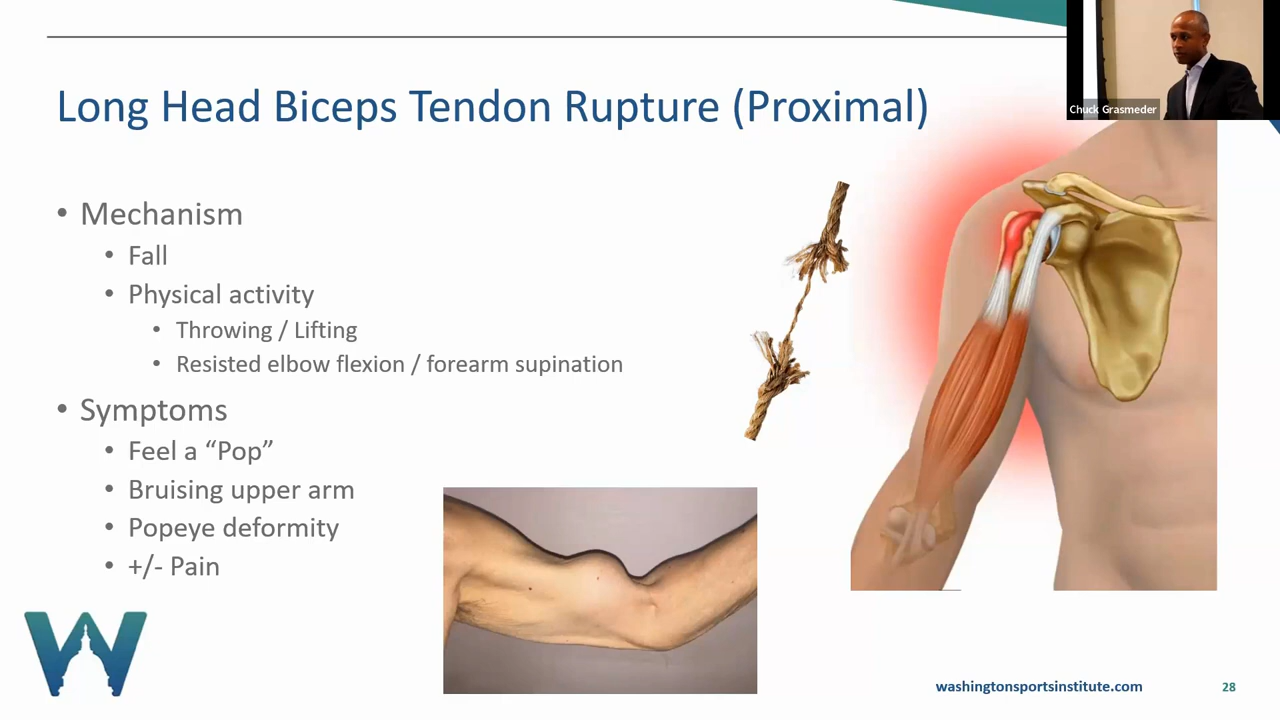 Chuck Grasmeder
Long Head Biceps Tendon Rupture (Proximal)
• Mechanism
• Fall
• Physical activity
• Throwing / Lifting
• Resisted elbow flexion / forearm supination
• Symptoms
• Feel a “Pop”
• Bruising upper arm
• Popeye deformity
• +/- Pain
W
washingtonsportsinstitute.com
28